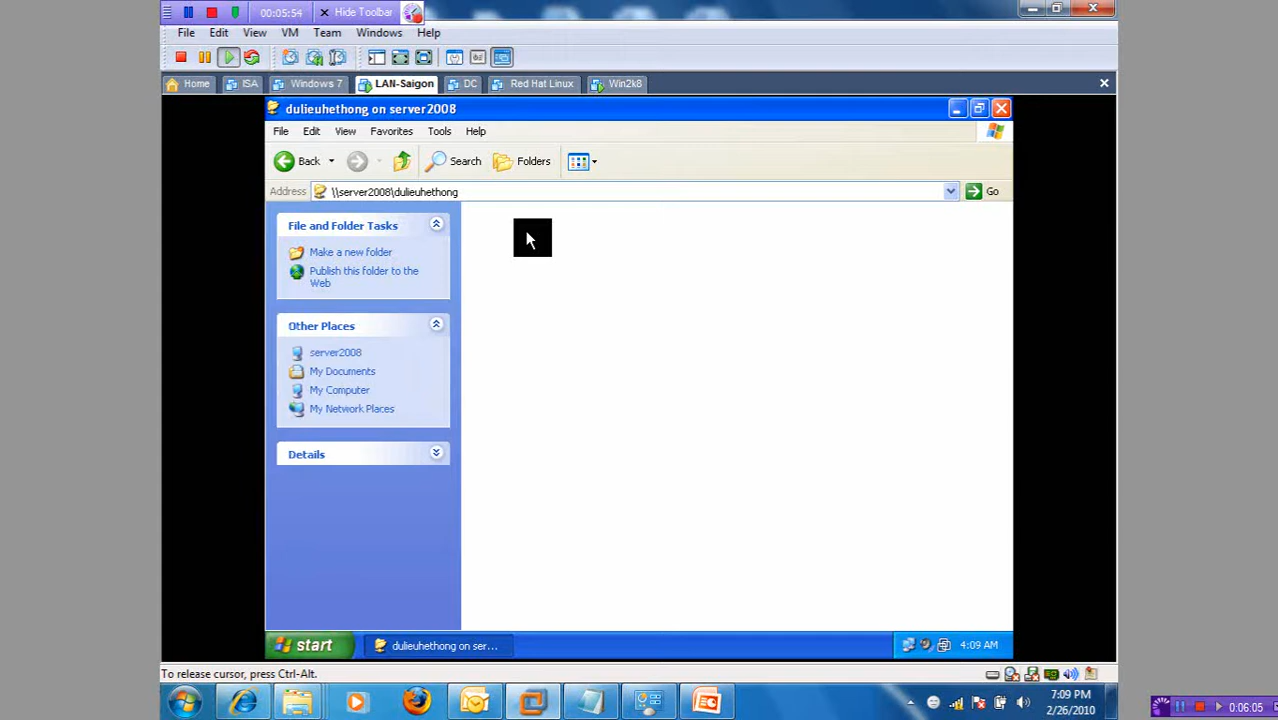 00:05:54 Hide Toolbar
File Edit View VM Team Windows Help
Home ISA Windows 7 LAN-Saigon DC Red Hat Linux Win2k8
dulieuhethong on server2008
File Edit View Favorites Tools Help
Back Search Folders
Address \\server2008\dulieuhethong Go
File and Folder Tasks
Make a new folder
Publish this folder to the
Web
Other Places
server2008
My Documents
My Computer
My Network Places
Details
start dulieuhethong on ser... 4:09 AM
To release cursor, press Ctrl-Alt.
7:09 PM
2/26/2010
0:06:05